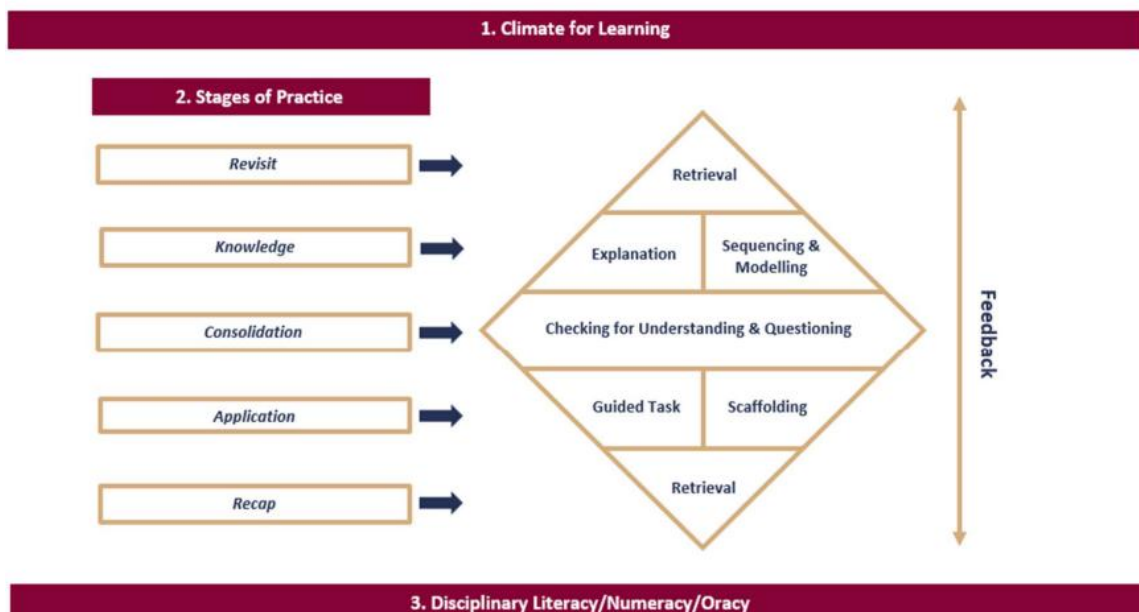 1. Climate for Learning
2. Stages of Practice
Revisit
Retrieval
Knowledge
Explanation
Sequencing &
Modelling
Consolidation
Checking for Understanding & Questioning
Application
Guided Task
Scaffolding
Recap
Retrieval
Feedback
3. Disciplinary Literacy/Numeracy/Oracy